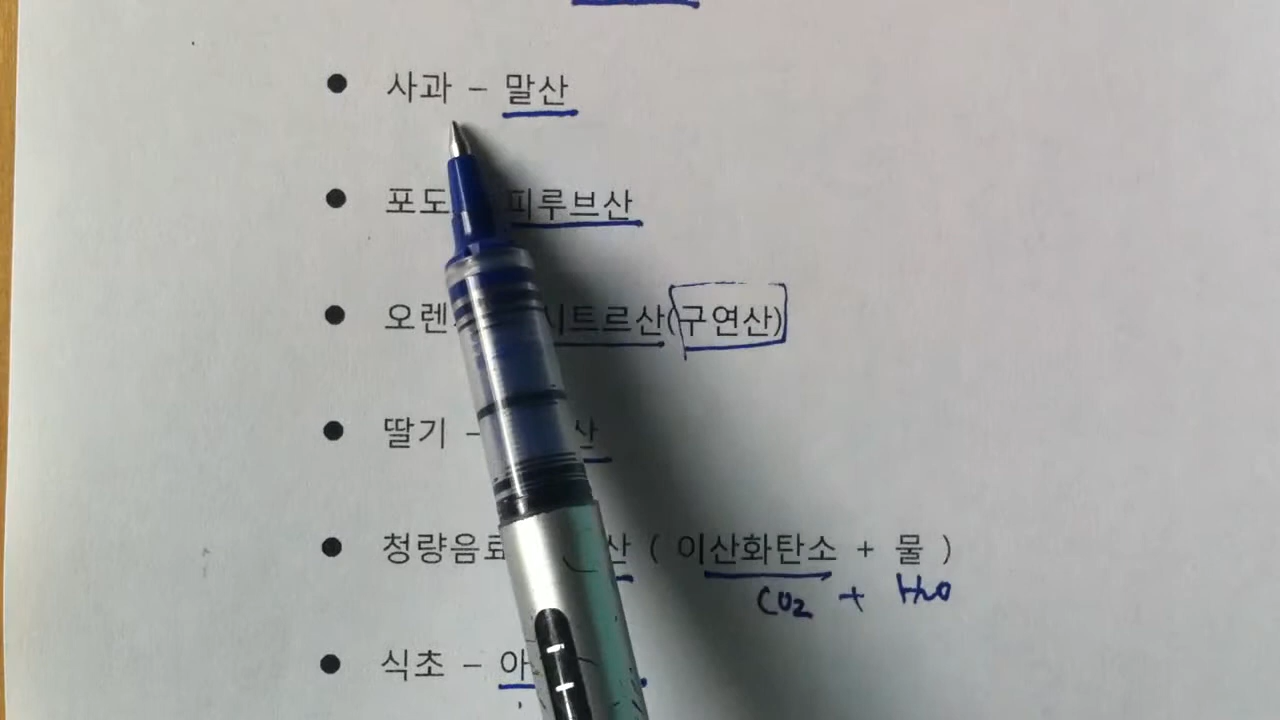 ● 사과 - 말산
● 포도 피루브산
● 오렌 시트르산(구연산)
● 딸기 - 산
● 청량음료 산 ( 이산화탄소 + 물 )
CO₂ + H₂O
● 식초 - 아